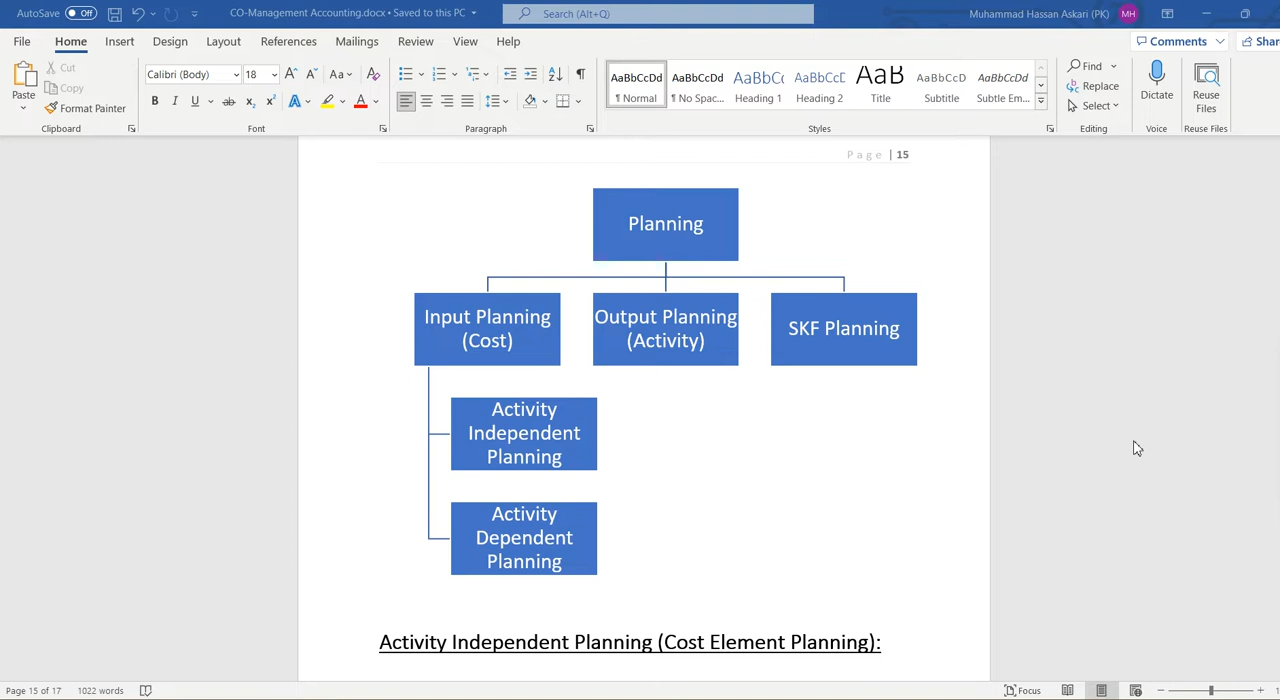 AutoSave Off CO-Management Accounting.docx • Saved to this PC Search (Alt+Q) Muhammad Hassan Askari (PK) MH
File Home Insert Design Layout References Mailings Review View Help Comments Shar
Paste Cut Copy Format Painter
Calibri (Body) 18
AaBbCcDd AaBbCcDd AaBbCc AaBbCcD AaB AaBbCcD AaBbCcDd
¶ Normal ¶ No Spac... Heading 1 Heading 2 Title Subtitle Subtle Em...
Find
Replace
Select
Dictate
Reuse
Files
Clipboard Font Paragraph Styles Editing Voice Reuse Files
Page | 15
Planning
Input Planning
(Cost)
Output Planning
(Activity)
SKF Planning
Activity
Independent
Planning
Activity
Dependent
Planning
Activity Independent Planning (Cost Element Planning):
Page 15 of 17 1022 words Focus